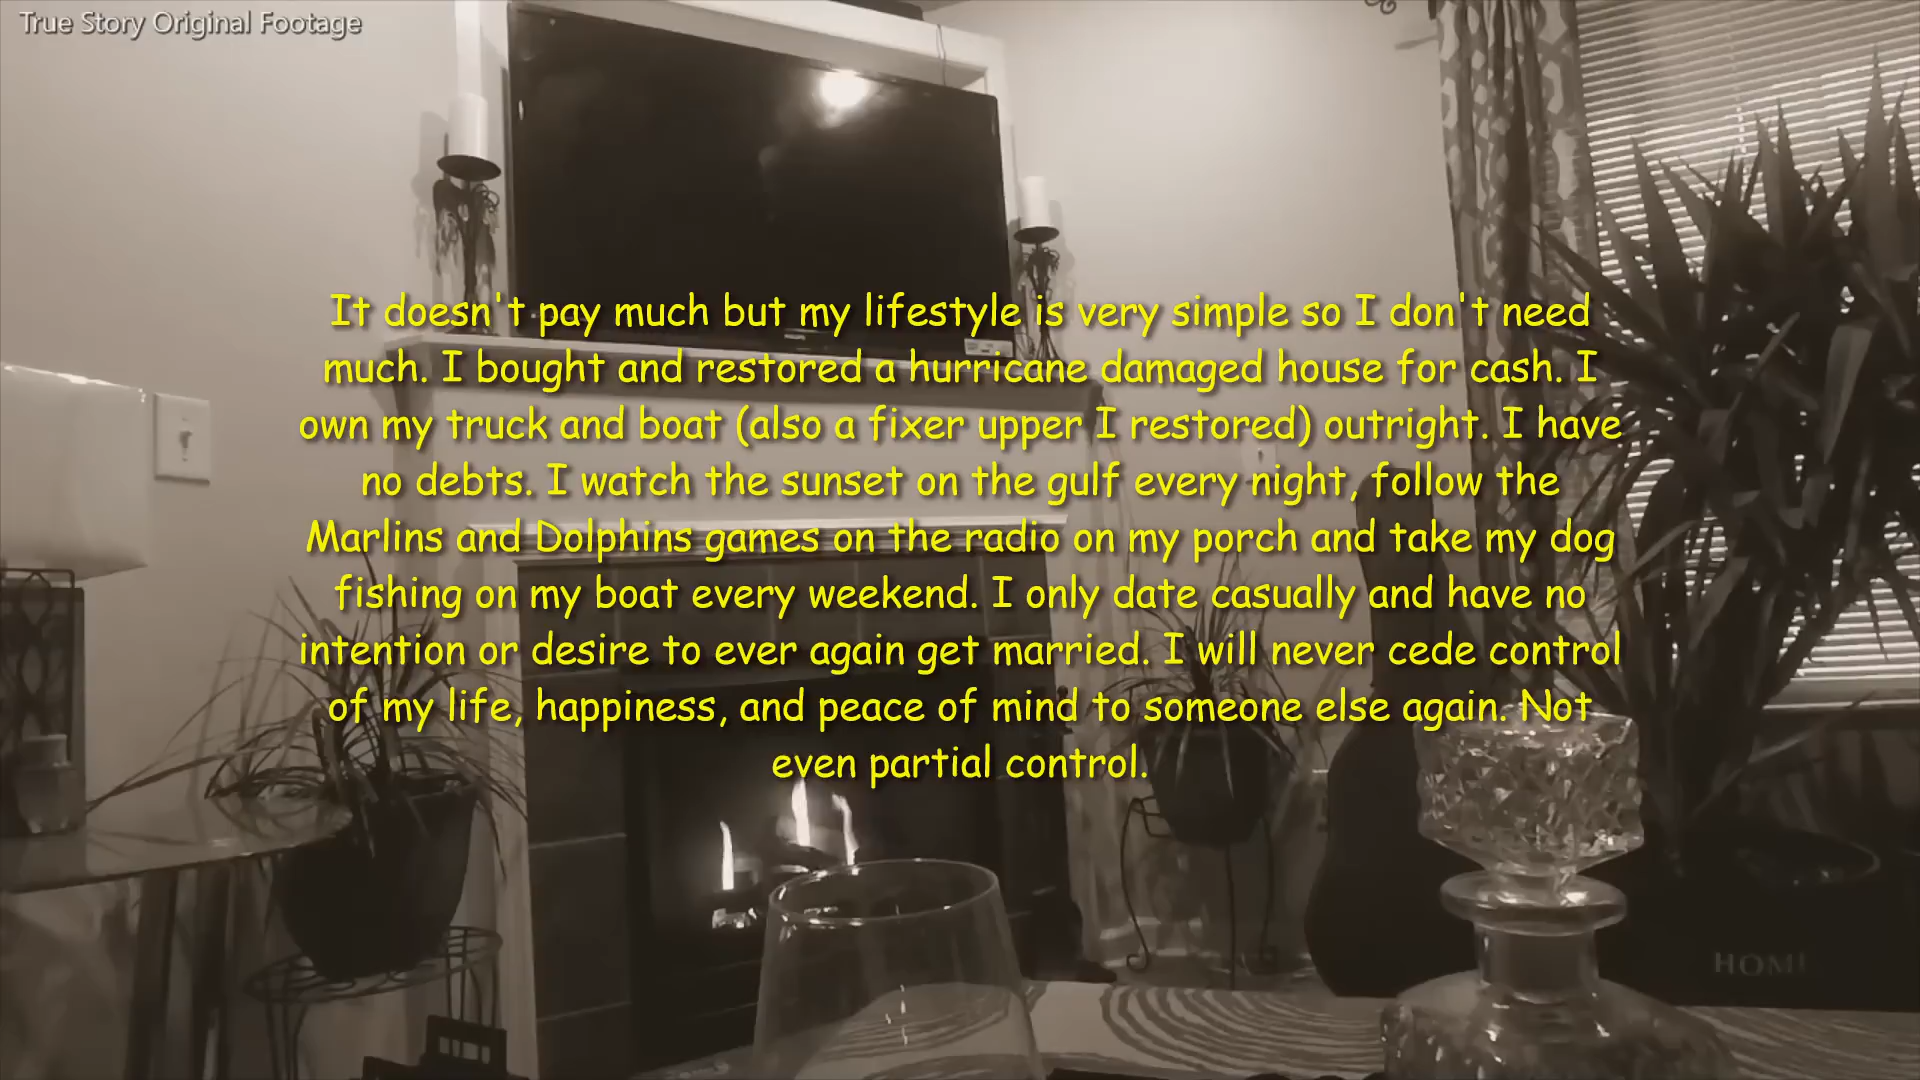 True Story Original Footage
It doesn't pay much but my lifestyle is very simple so I don't need
much. I bought and restored a hurricane damaged house for cash. I
own my truck and boat (also a fixer upper I restored) outright. I have
no debts. I watch the sunset on the gulf every night, follow the
Marlins and Dolphins games on the radio on my porch and take my dog
fishing on my boat every weekend. I only date casually and have no
intention or desire to ever again get married. I will never cede control
of my life, happiness, and peace of mind to someone else again. Not
even partial control.
HOME